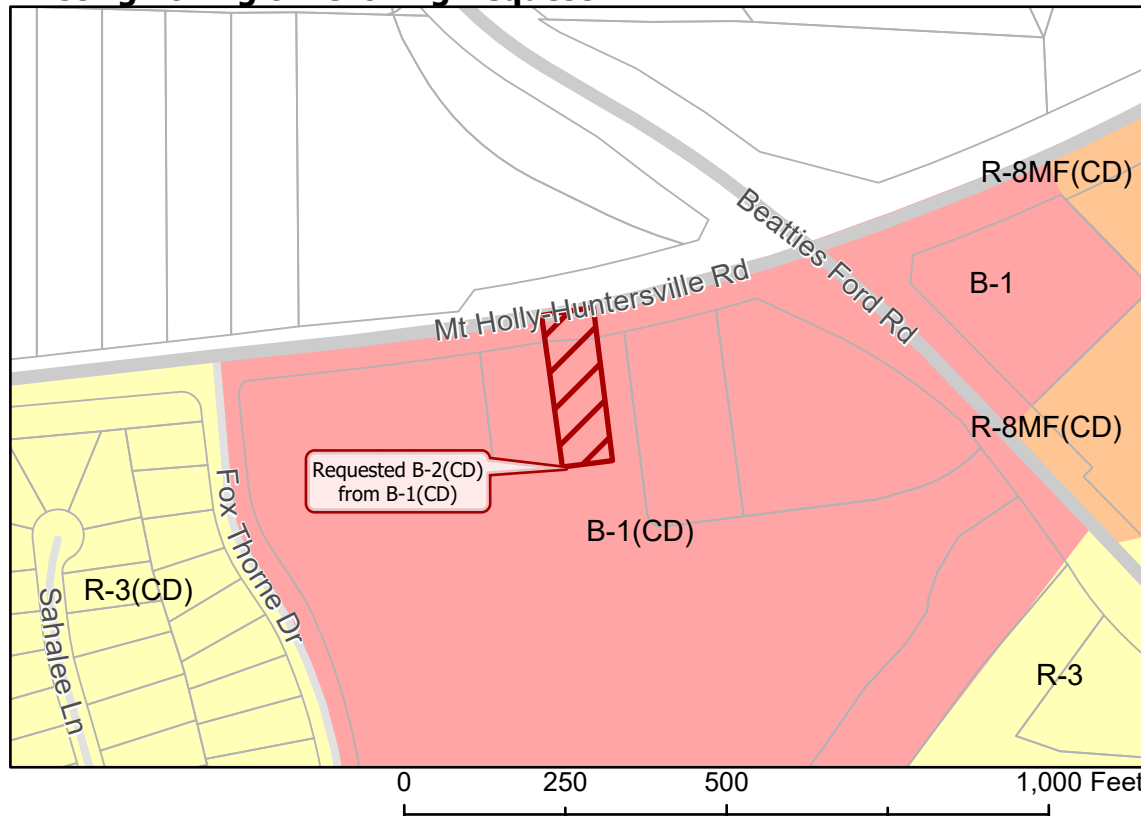 R-8MF(CD)
Beatties Ford Rd
Mt Holly-Huntersville Rd
B-1
R-8MF(CD)
Requested B-2(CD)
from B-1(CD)
Fox Thorne Dr
B-1(CD)
R-3(CD)
Sahalee Ln
R-3
0 250 500 1,000 Feet